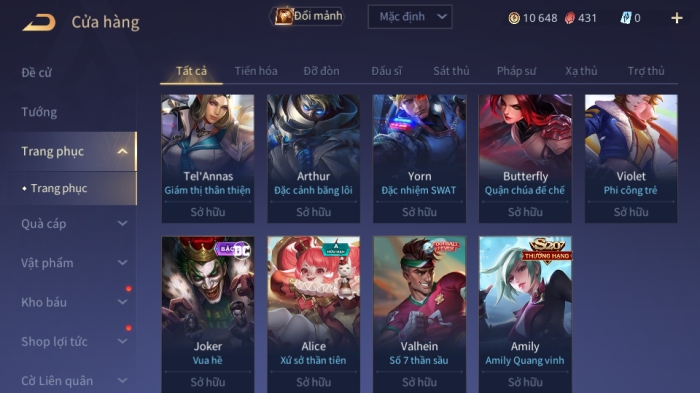 Cửa hàng
Đổi mảnh
Mặc định
10 648
431
0
Đề cử
Tướng
Trang phục
Trang phục
Quà cáp
Vật phẩm
Kho báu
Shop lợi tức
Cờ Liên quân
Tất cả
Tiến hóa
Đỡ đòn
Đấu sĩ
Sát thủ
Pháp sư
Xạ thủ
Trợ thủ
Tel'Annas
Giám thị thân thiện
Sở hữu
Arthur
Đặc cảnh băng lôi
Sở hữu
Yorn
Đặc nhiệm SWAT
Sở hữu
Butterfly
Quận chúa đế chế
Sở hữu
Violet
Phi công trẻ
Sở hữu
BẬC
DC
Joker
Vua hề
Sở hữu
Alice
Xứ sở thần tiên
Sở hữu
Valhein
Số 7 thần sầu
Sở hữu
S20
THƯỞNG HẠNG
Amily
Amily Quang vinh
Sở hữu